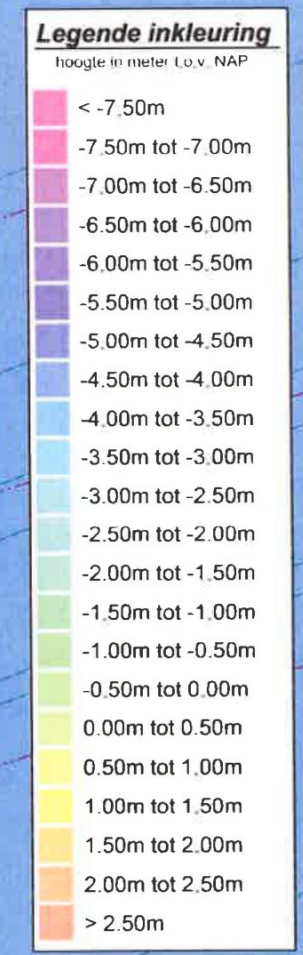 Legende inkleuring
hoogte in meter t.o.v. NAP
< -7.50m
-7.50m tot -7.00m
-7.00m tot -6.50m
-6.50m tot -6.00m
-6.00m tot -5.50m
-5.50m tot -5.00m
-5.00m tot -4.50m
-4.50m tot -4.00m
-4.00m tot -3.50m
-3.50m tot -3.00m
-3.00m tot -2.50m
-2.50m tot -2.00m
-2.00m tot -1.50m
-1.50m tot -1.00m
-1.00m tot -0.50m
-0.50m tot 0.00m
0.00m tot 0.50m
0.50m tot 1.00m
1.00m tot 1.50m
1.50m tot 2.00m
2.00m tot 2.50m
> 2.50m